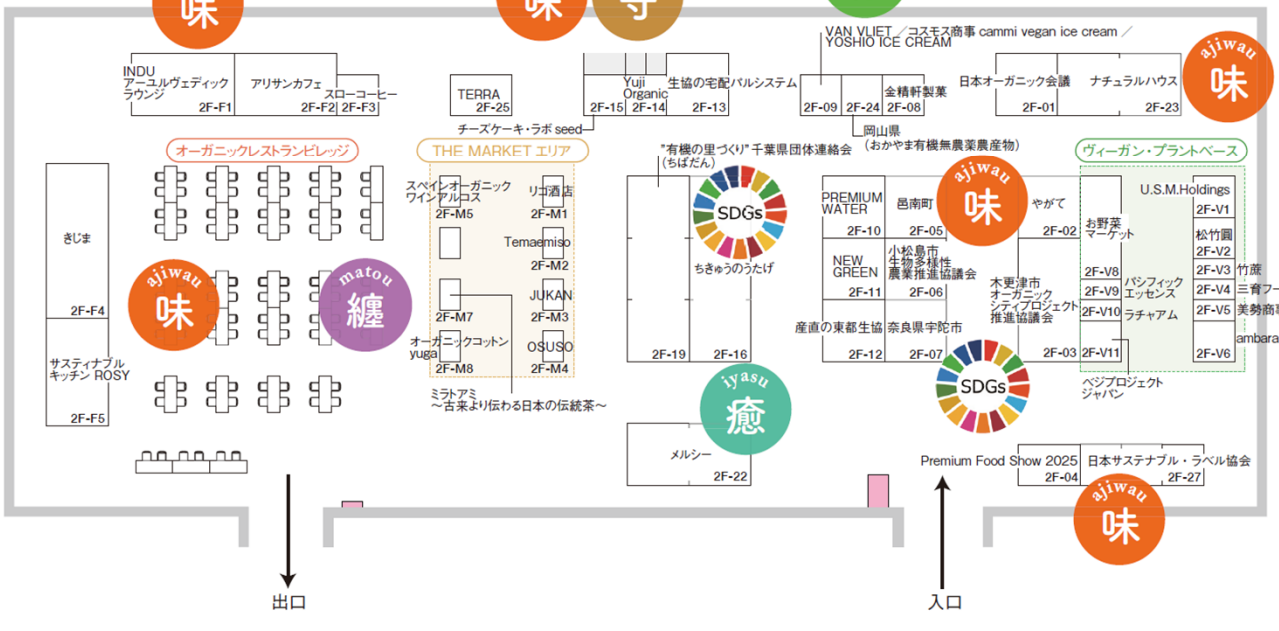 味
味
守
VAN VLIET／コスモス商事 cammi vegan ice cream／
YOSHIO ICE CREAM
ajiwau
味
INDU
アーユルヴェディック
ラウンジ
2F-F1
アリサンカフェ
2F-F2
スローコーヒー
2F-F3
TERRA
2F-25
2F-15
Yuji
Organic
2F-14
生協の宅配パルシステム
2F-13
2F-09
2F-24
金精軒製菓
2F-08
日本オーガニック会議
2F-01
ナチュラルハウス
2F-23
チーズケーキ・ラボ seed
岡山県
（おかやま有機無農薬農産物）
オーガニックレストランビレッジ
THE MARKET エリア
"有機の里づくり"千葉県団体連絡会
（ちばだん）
ヴィーガン・プラントベース
きじま
2F-F4
サスティナブル
キッチン ROSY
2F-F5
ajiwau
味
matou
纏
スペインオーガニック
ワインアルコス
2F-M5
リコ酒店
2F-M1
Temaemiso
2F-M2
2F-M7
JUKAN
2F-M3
オーガニックコットン
yuga
2F-M8
OSUSO
2F-M4
ミラトアミ
〜古来より伝わる日本の伝統茶〜
SDGs
ちきゅうのうたげ
2F-19
2F-16
iyasu
癒
メルシー
2F-22
PREMIUM
WATER
2F-10
邑南町
2F-05
ajiwau
味
やがて
2F-02
NEW
GREEN
2F-11
小松島市
生物多様性
農業推進協議会
2F-06
産直の東都生協
2F-12
奈良県宇陀市
2F-07
木更津市
オーガニック
シティプロジェクト
推進協議会
2F-03
SDGs
お野菜
マーケット
2F-V8
2F-V9
パシフィック
エッセンス
2F-V10
ラチャアム
2F-V11
ベジプロジェクト
ジャパン
U.S.M.Holdings
2F-V1
松竹圓
2F-V2
2F-V3
竹蔗
2F-V4
三育フー
2F-V5
美勢商事
ambara
2F-V6
Premium Food Show 2025
2F-04
日本サステナブル・ラベル協会
2F-27
ajiwau
味
出口
入口